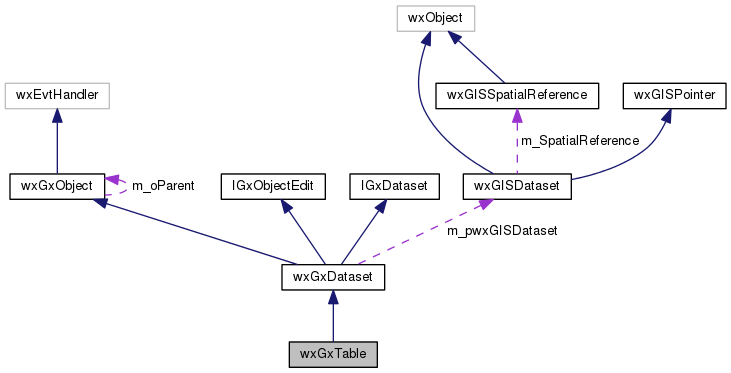 wxObject
wxEvtHandler
wxGISSpatialReference
wxGISPointer
m_SpatialReference
wxGxObject
m_oParent
IGxObjectEdit
IGxDataset
wxGISDataset
m_pwxGISDataset
wxGxDataset
wxGxTable